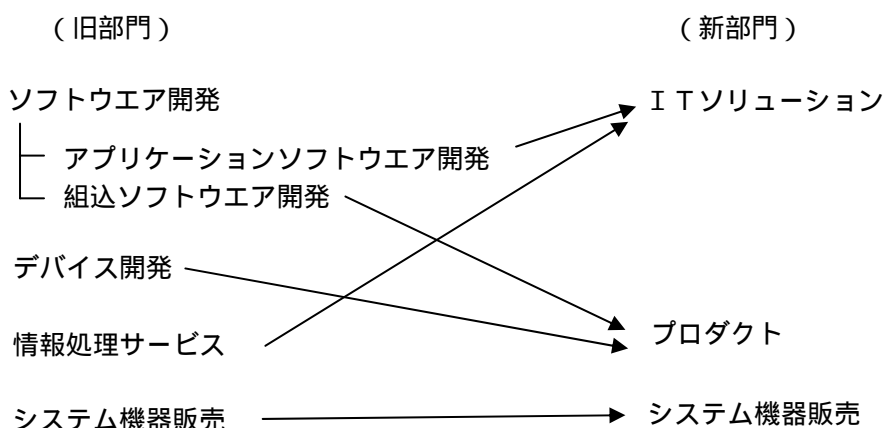 （旧部門） （新部門）
ソフトウエア開発 ＩＴソリューション
アプリケーションソフトウエア開発
組込ソフトウエア開発
デバイス開発
情報処理サービス プロダクト
システム機器販売 システム機器販売